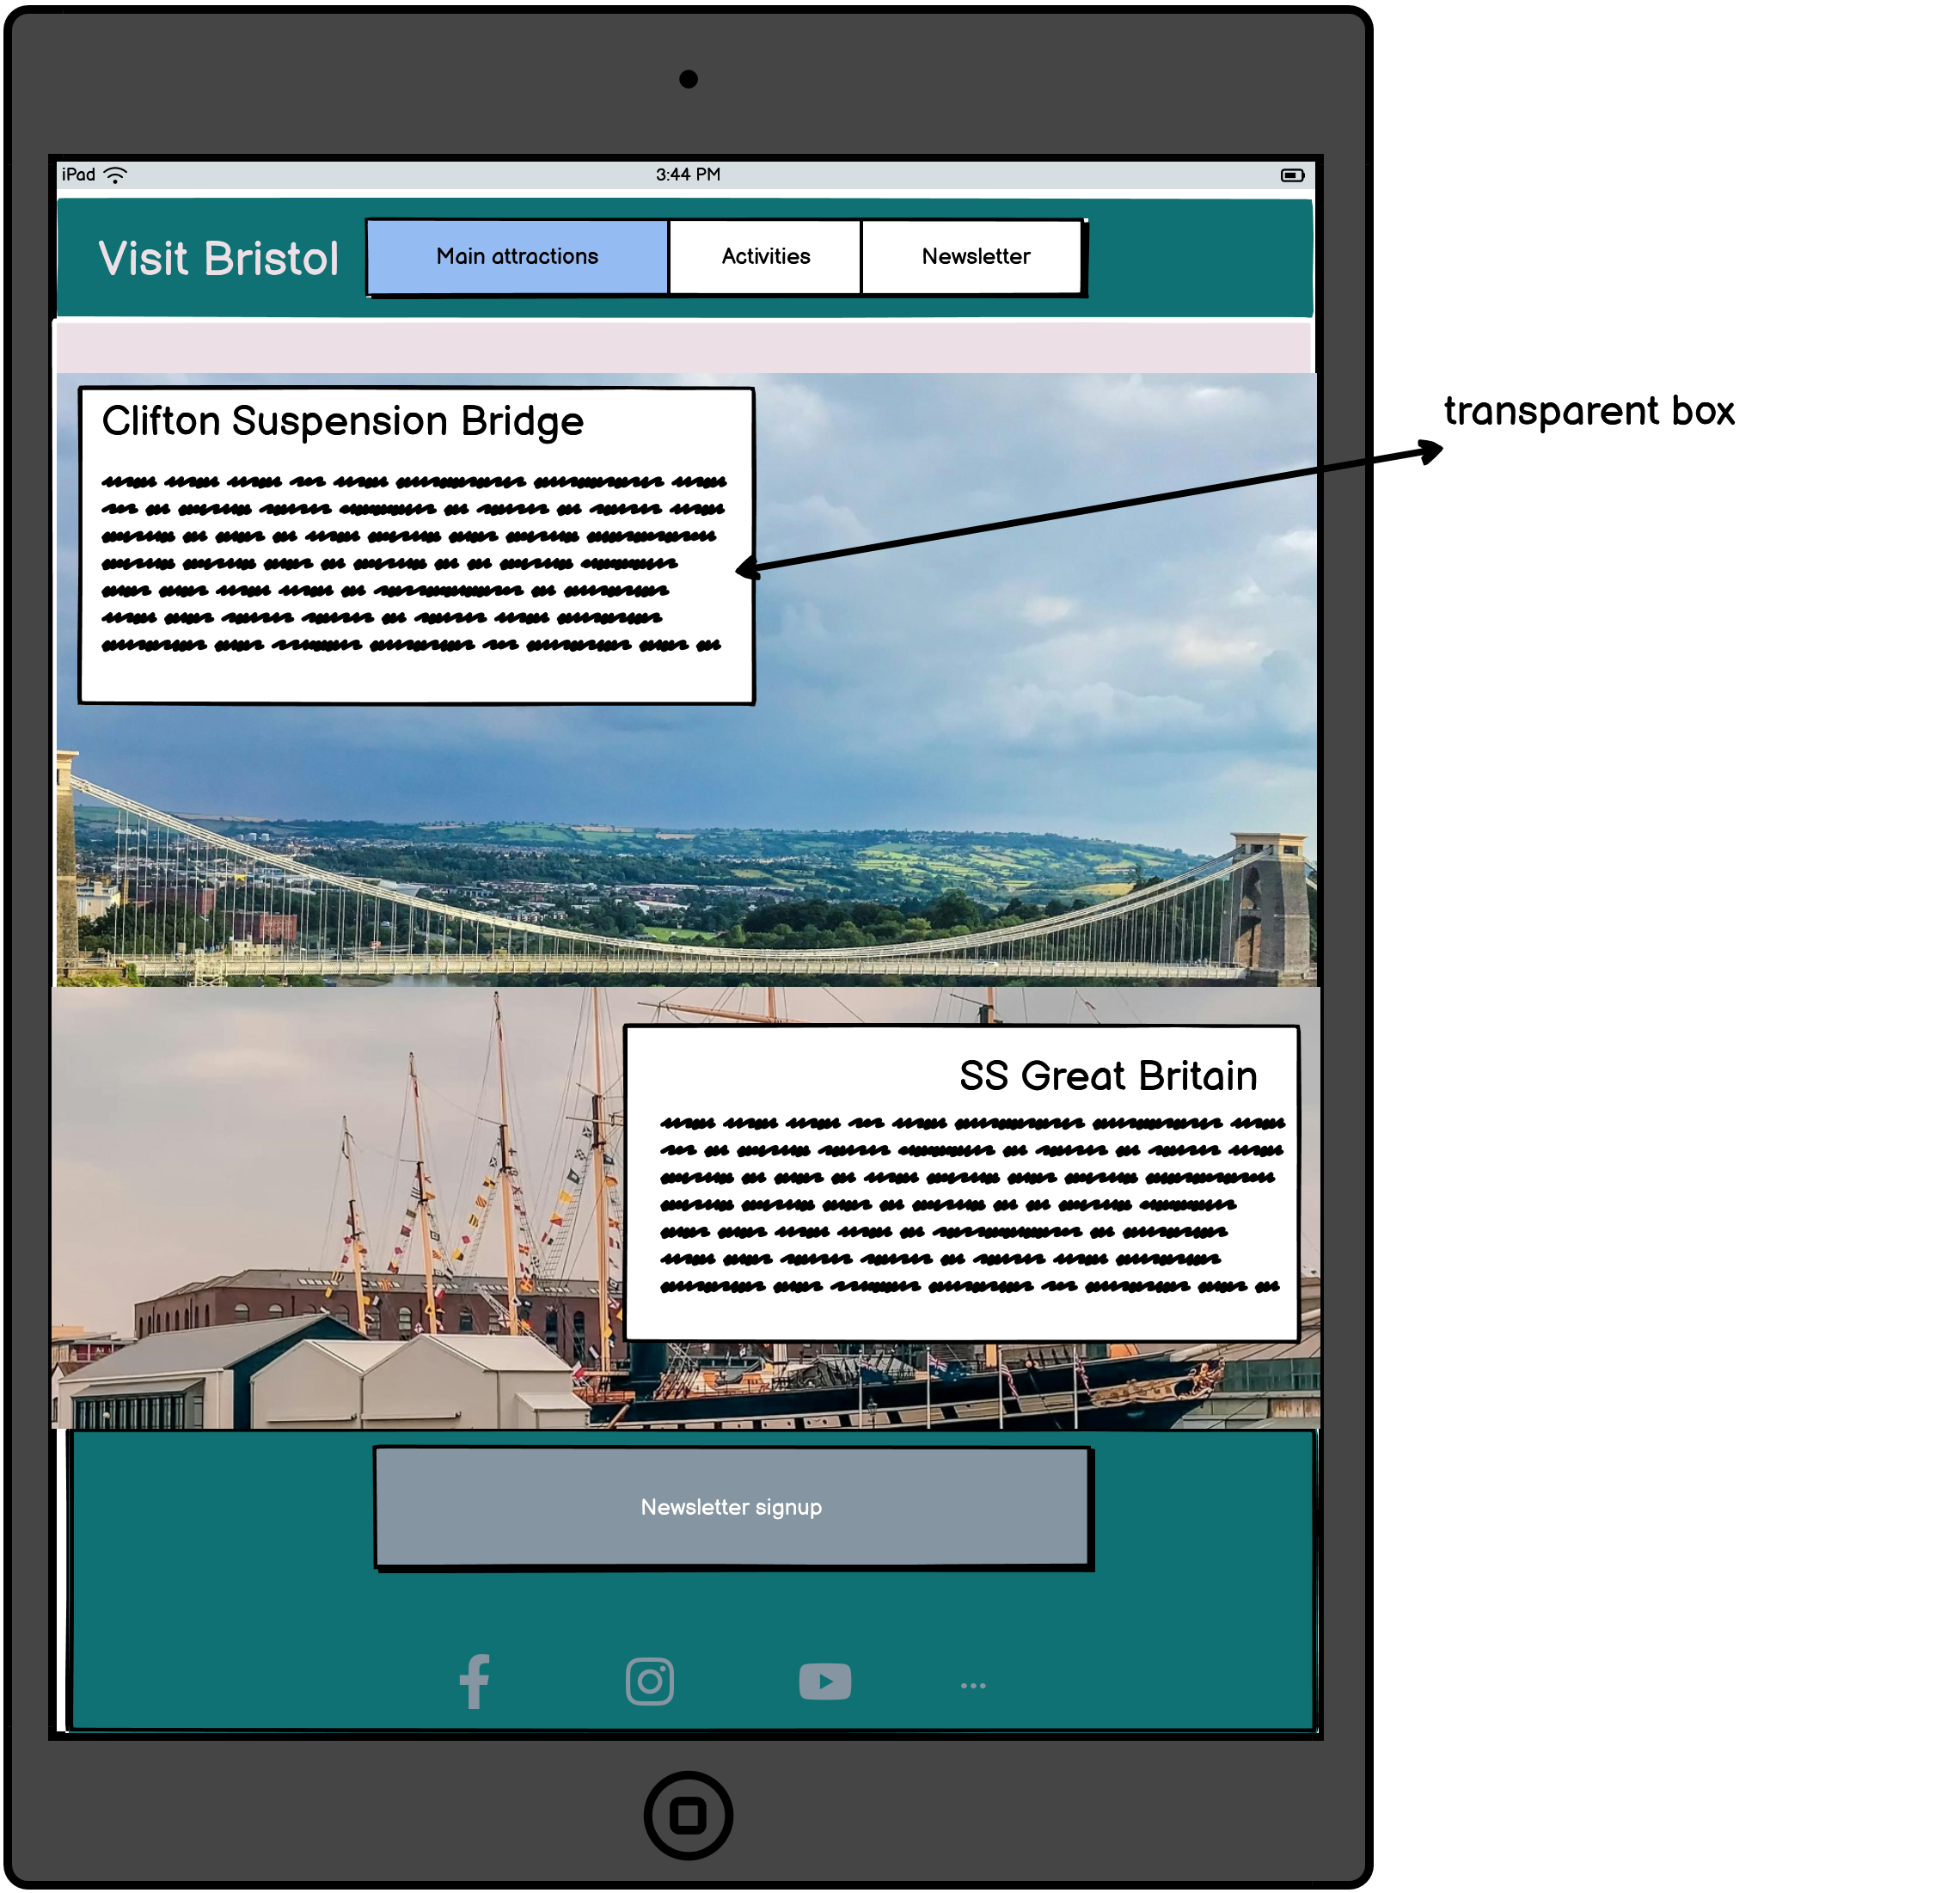 iPad 3:44 PM
Visit Bristol Main attractions Activities Newsletter
Clifton Suspension Bridge
transparent box
SS Great Britain
Newsletter signup
...